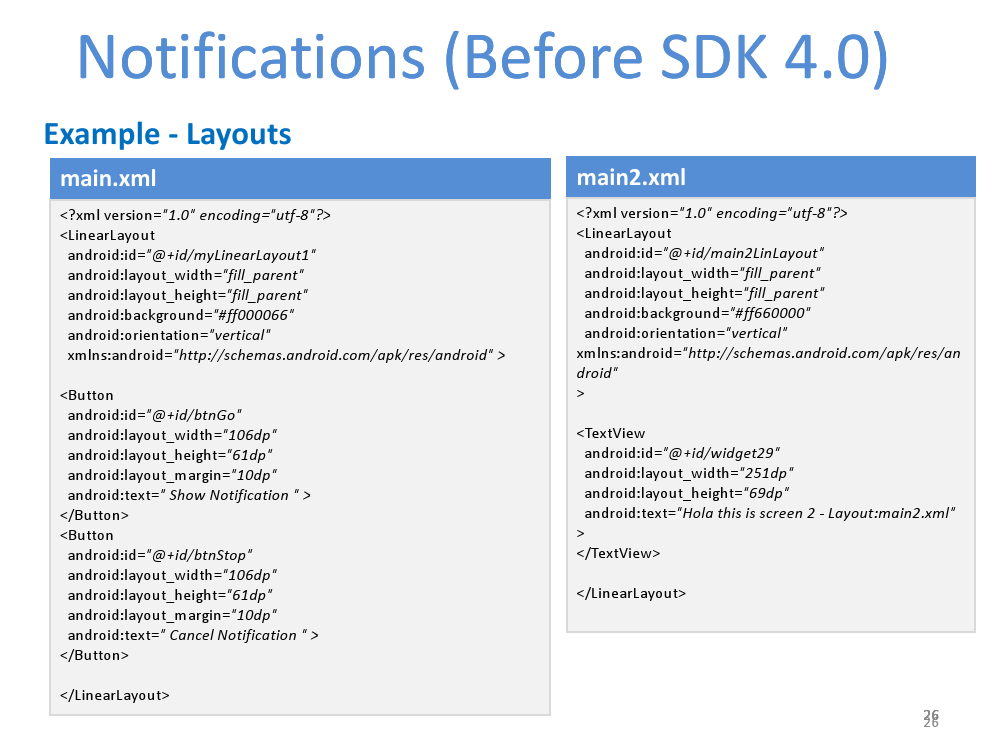 Notifications (Before SDK 4.0)
Example - Layouts
main.xml
<?xml version="1.0" encoding="utf-8"?>
<LinearLayout
android:id="@+id/myLinearLayout1"
android:layout_width="fill_parent"
android:layout_height="fill_parent"
android:background="#ff000066"
android:orientation="vertical"
xmlns:android="http://schemas.android.com/apk/res/android" >
<Button
android:id="@+id/btnGo"
android:layout_width="106dp"
android:layout_height="61dp"
android:layout_margin="10dp"
android:text=" Show Notification " >
</Button>
<Button
android:id="@+id/btnStop"
android:layout_width="106dp"
android:layout_height="61dp"
android:layout_margin="10dp"
android:text=" Cancel Notification " >
</Button>
</LinearLayout>
main2.xml
<?xml version="1.0" encoding="utf-8"?>
<LinearLayout
android:id="@+id/main2LinLayout"
android:layout_width="fill_parent"
android:layout_height="fill_parent"
android:background="#ff660000"
android:orientation="vertical"
xmlns:android="http://schemas.android.com/apk/res/an
droid"
>
<TextView
android:id="@+id/widget29"
android:layout_width="251dp"
android:layout_height="69dp"
android:text="Hola this is screen 2 - Layout:main2.xml"
>
</TextView>
</LinearLayout>
26
26